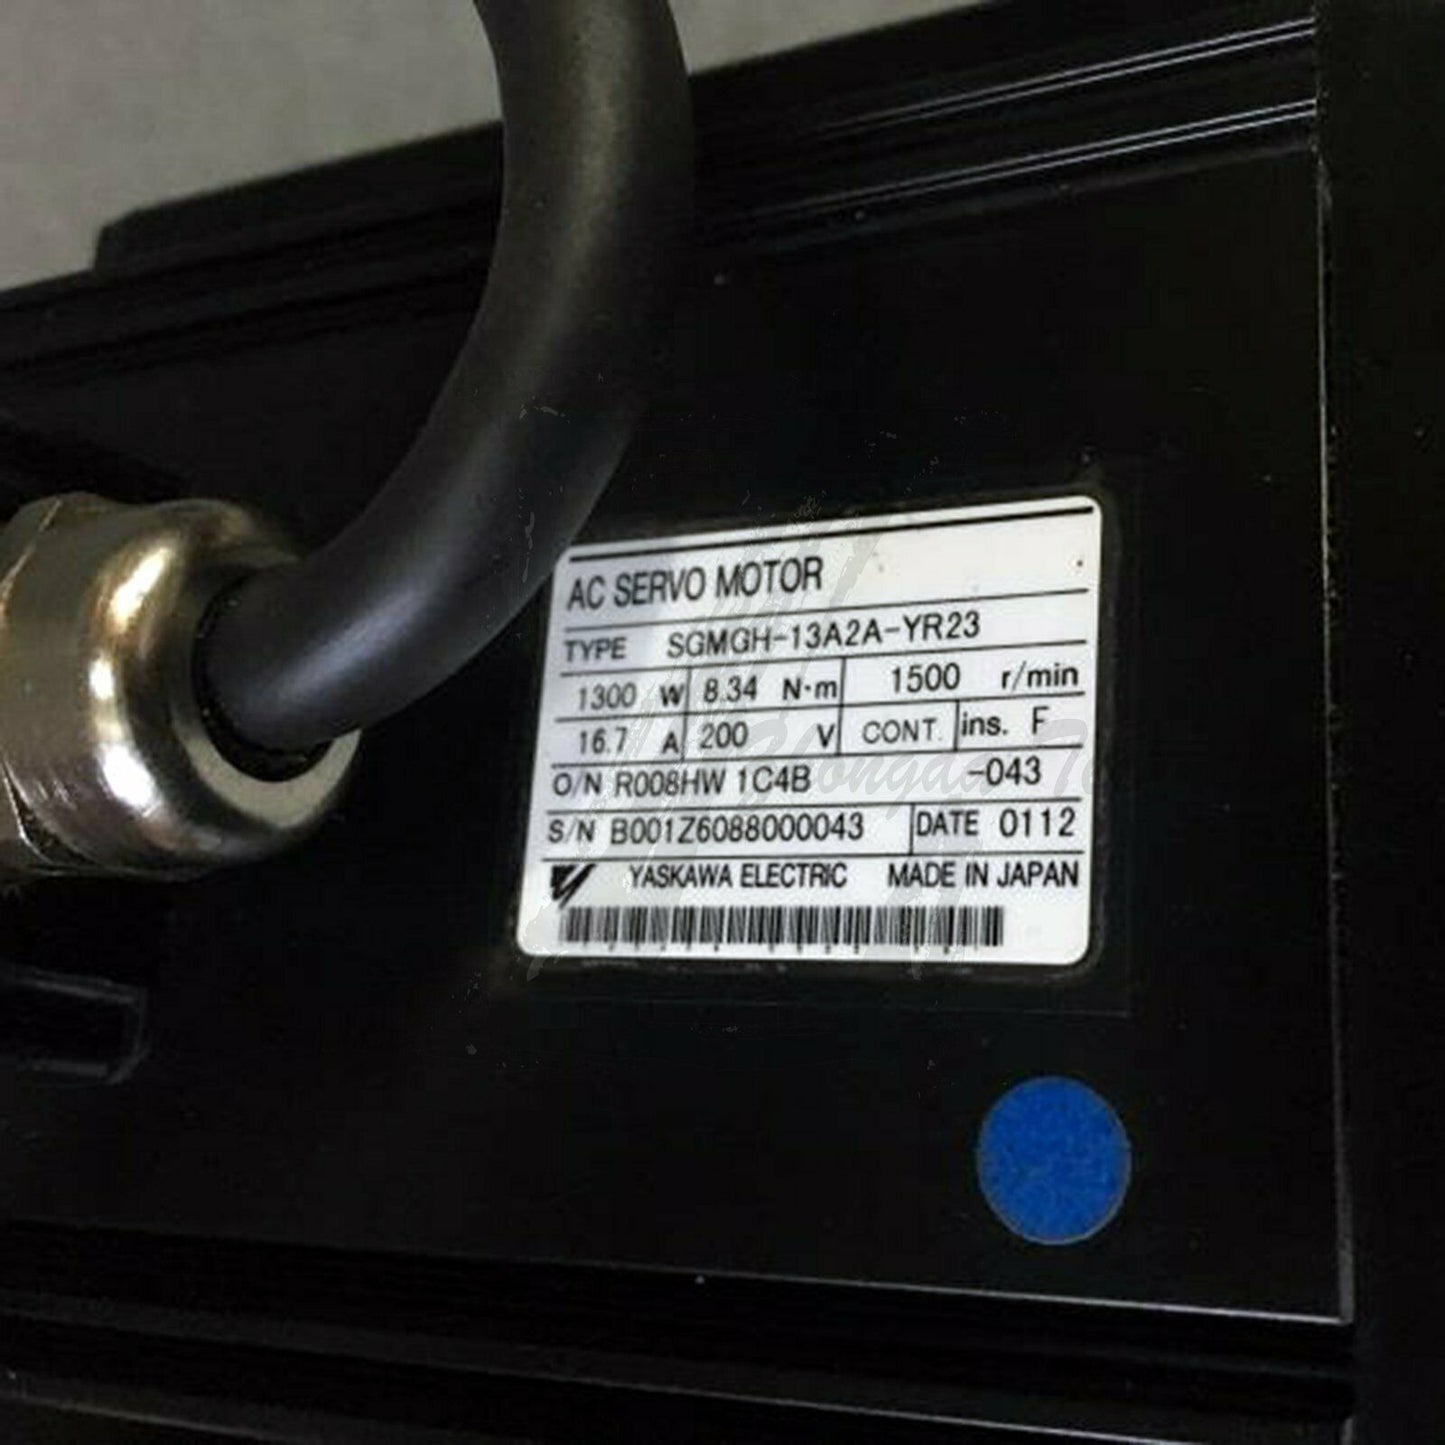 AC SERVO MOTOR
TYPE SGMGH-13A2A-YR23
1300 W 8.34 N·m 1500 r/min
16.7 A 200 V CONT. ins. F
O/N R008HW 1C4B -043
S/N B001Z6088000043 DATE 0112
YASKAWA ELECTRIC MADE IN JAPAN